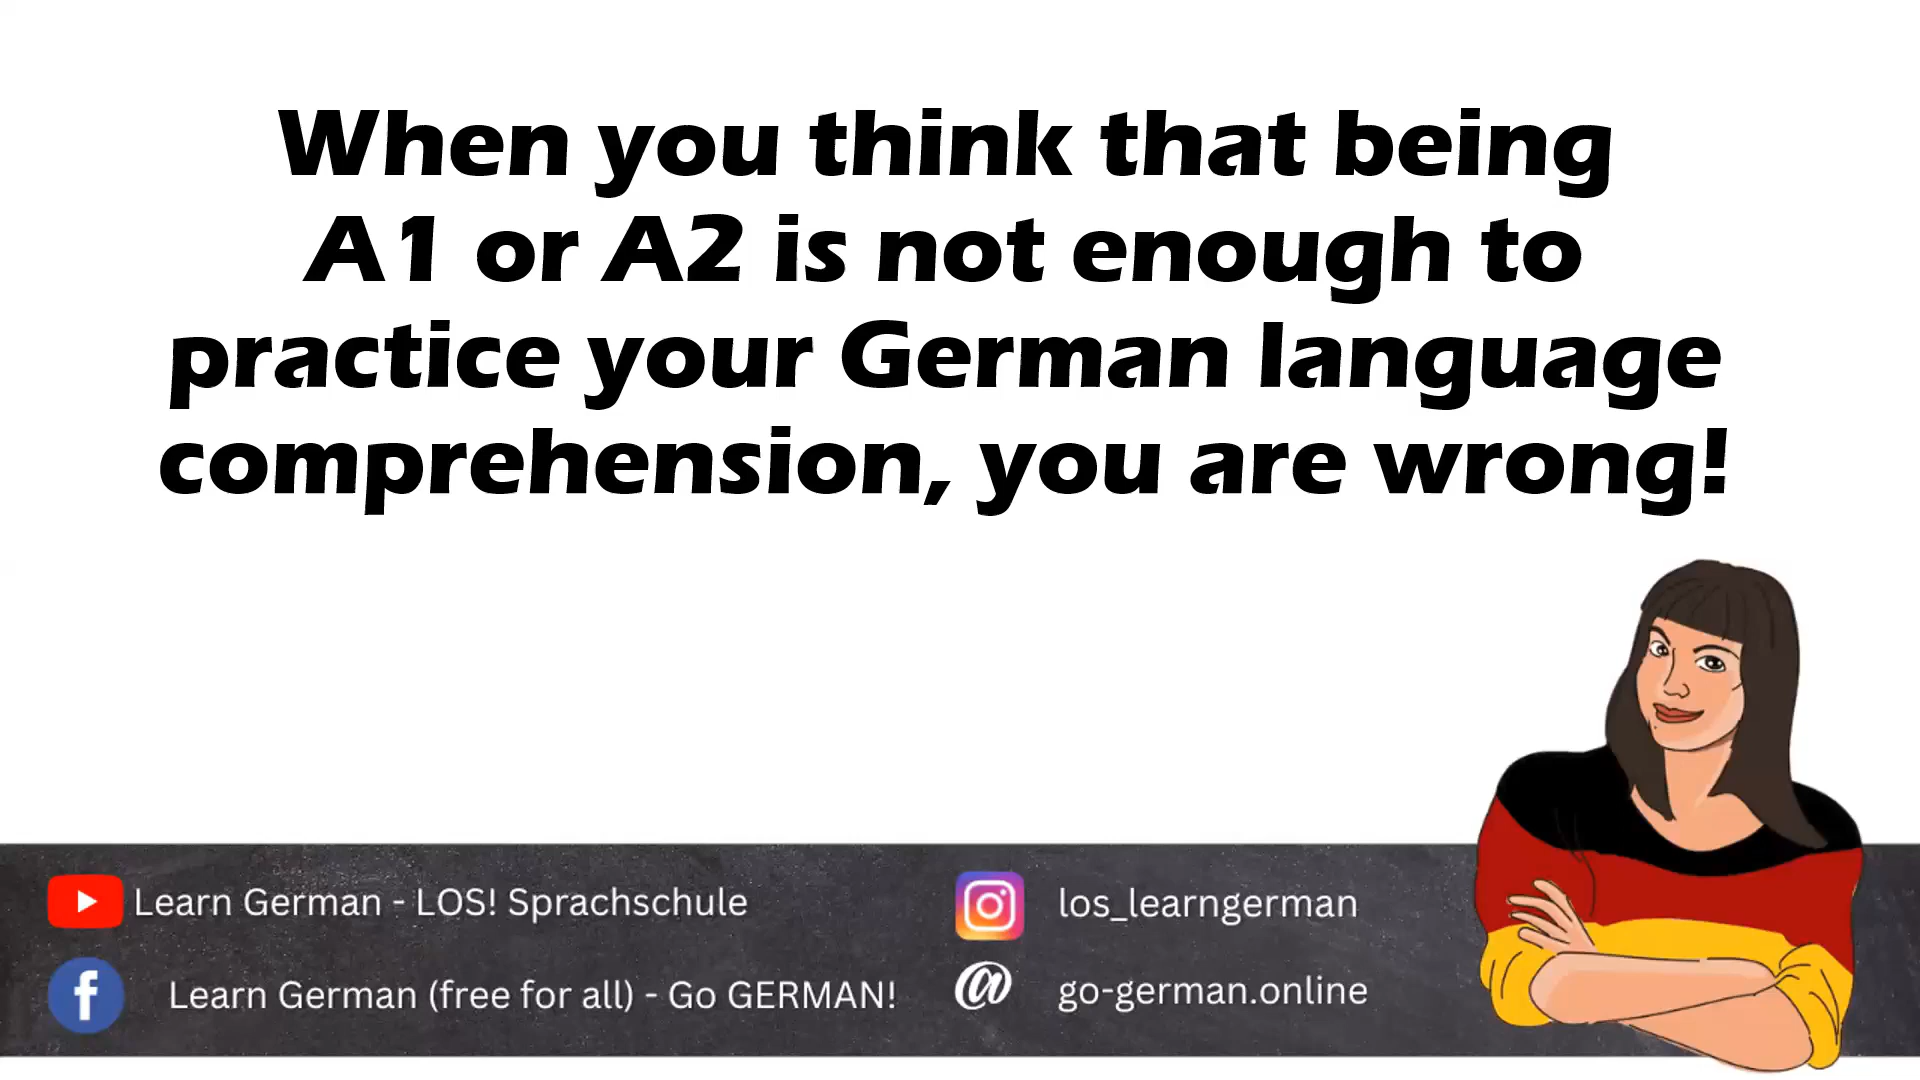 When you think that being
A1 or A2 is not enough to
practice your German language
comprehension, you are wrong!
Learn German - LOS! Sprachschule
los_learngerman
Learn German (free for all) - Go GERMAN!
go-german.online